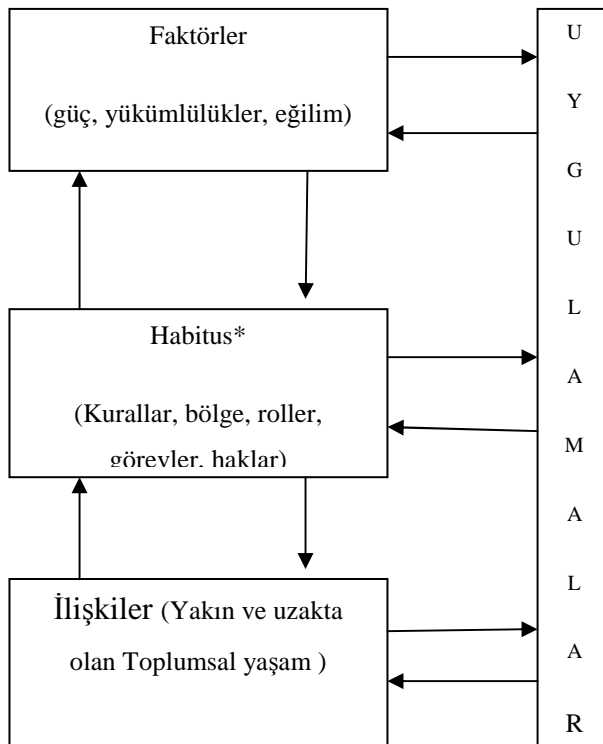 Faktörler
(güç, yükümlülükler, eğilim)
Habitus*
(Kurallar, bölge, roller,
görevler, haklar)
İlişkiler (Yakın ve uzakta
olan Toplumsal yaşam )
U
Y
G
U
L
A
M
A
L
A
R